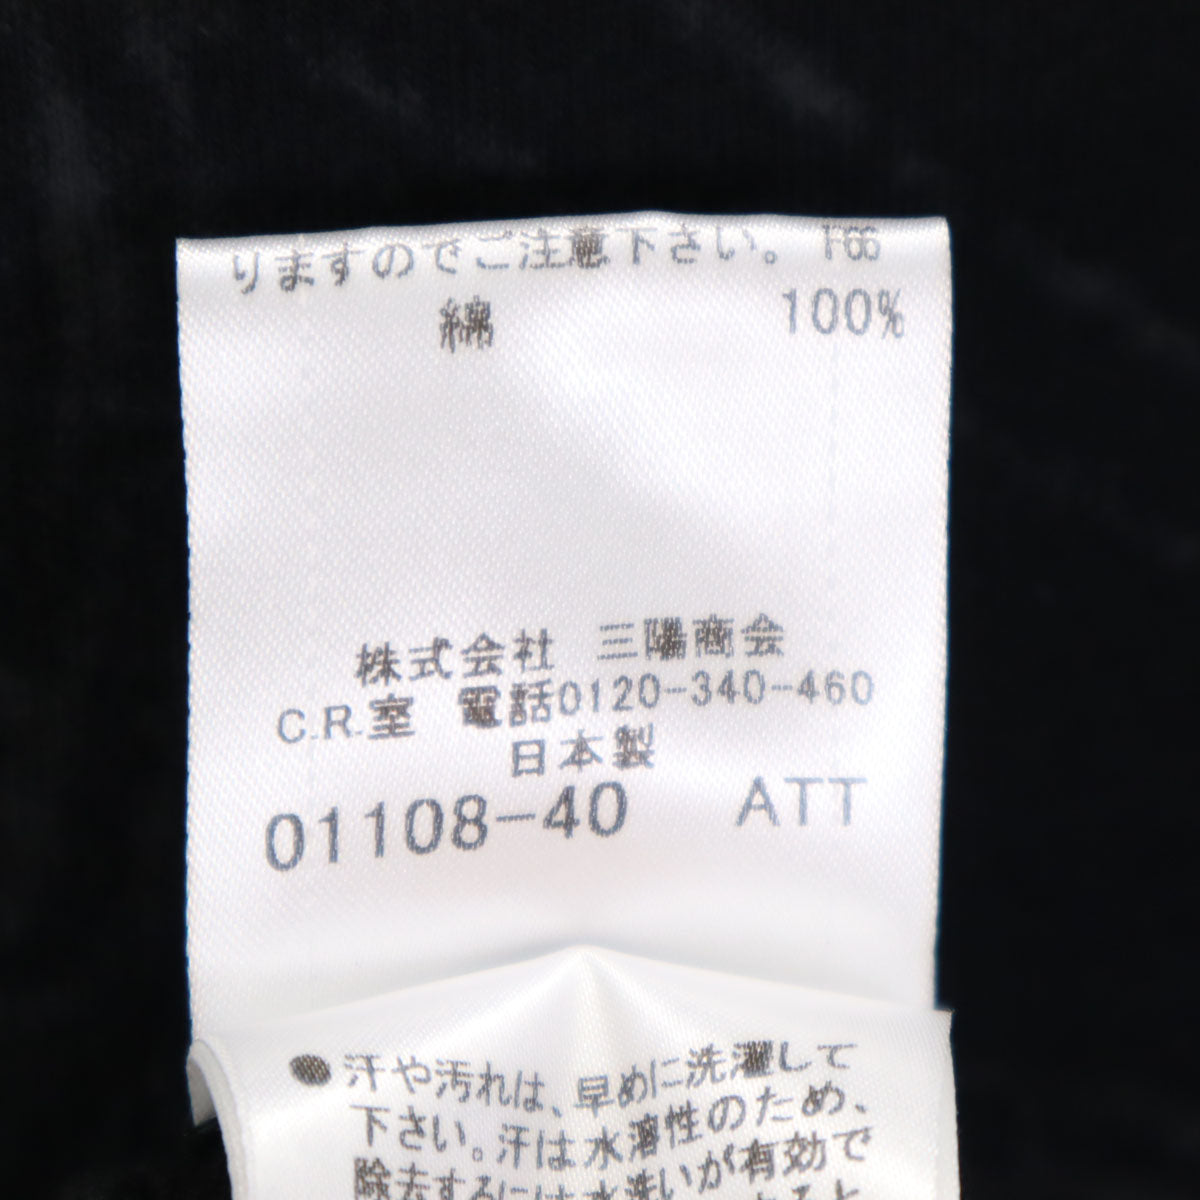 りますのでご注意下さい。 T-66
綿 100%
株式会社 三陽商会
C.R.室 電話0120-340-460
日本製
01108-40 ATT
●汗や汚れは、早めに洗濯して
下さい。汗は水溶性のため、
除去するには水洗いが有効で